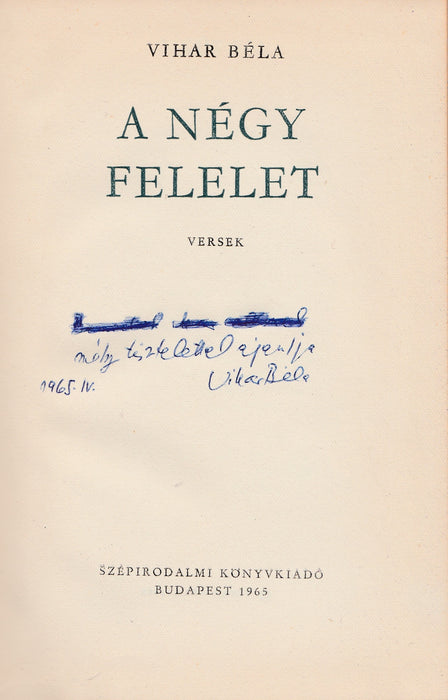 VIHAR BÉLA
A NÉGY
FELELET
VERSEK
mély tisztelettel ajánlja
1965. IV. Vihar Béla
SZÉPIRODALMI KÖNYVKIADÓ
BUDAPEST 1965